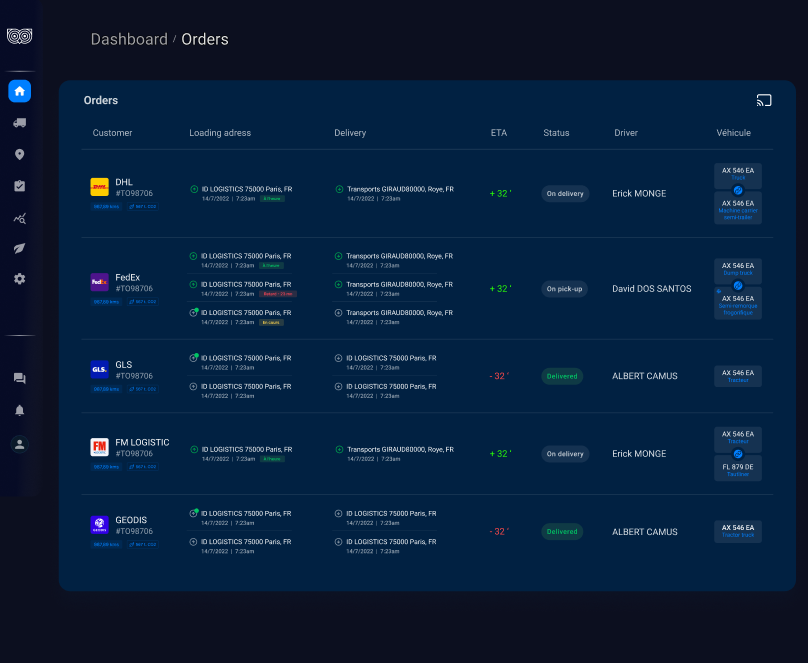 Dashboard / Orders
Orders
Customer Loading adress Delivery ETA Status Driver Véhicule
DHL
#TO98706
ID LOGISTICS 75000 Paris, FR
14/7/2022 | 7:23am
Transports GIRAUD80000, Roye, FR
14/7/2022 | 7:23am
+ 32 '
On delivery
Erick MONGE
AX 546 EA
Truck
AX 546 EA
Machine carrier
semi-trailer
FedEx
FedEx
#TO98706
ID LOGISTICS 75000 Paris, FR
14/7/2022 | 7:23am
ID LOGISTICS 75000 Paris, FR
14/7/2022 | 7:23am
ID LOGISTICS 75000 Paris, FR
14/7/2022 | 7:23am
En cours
Transports GIRAUD80000, Roye, FR
14/7/2022 | 7:23am
Transports GIRAUD80000, Roye, FR
14/7/2022 | 7:23am
Transports GIRAUD80000, Roye, FR
14/7/2022 | 7:23am
+ 32 '
On pick-up
David DOS SANTOS
AX 546 EA
Dump truck
AX 546 EA
Semi-remorque
frogorifique
GLS.
GLS
#TO98706
ID LOGISTICS 75000 Paris, FR
14/7/2022 | 7:23am
ID LOGISTICS 75000 Paris, FR
14/7/2022 | 7:23am
ID LOGISTICS 75000 Paris, FR
14/7/2022 | 7:23am
ID LOGISTICS 75000 Paris, FR
14/7/2022 | 7:23am
- 32 '
Delivered
ALBERT CAMUS
AX 546 EA
Tracteur
FM
FM LOGISTIC
#TO98706
ID LOGISTICS 75000 Paris, FR
14/7/2022 | 7:23am
Transports GIRAUD80000, Roye, FR
14/7/2022 | 7:23am
+ 32 '
On delivery
Erick MONGE
AX 546 EA
Tracteur
FL 879 DE
GEODIS
GEODIS
#TO98706
ID LOGISTICS 75000 Paris, FR
14/7/2022 | 7:23am
ID LOGISTICS 75000 Paris, FR
14/7/2022 | 7:23am
ID LOGISTICS 75000 Paris, FR
14/7/2022 | 7:23am
ID LOGISTICS 75000 Paris, FR
14/7/2022 | 7:23am
- 32 '
Delivered
ALBERT CAMUS
AX 546 EA
Tractor truck